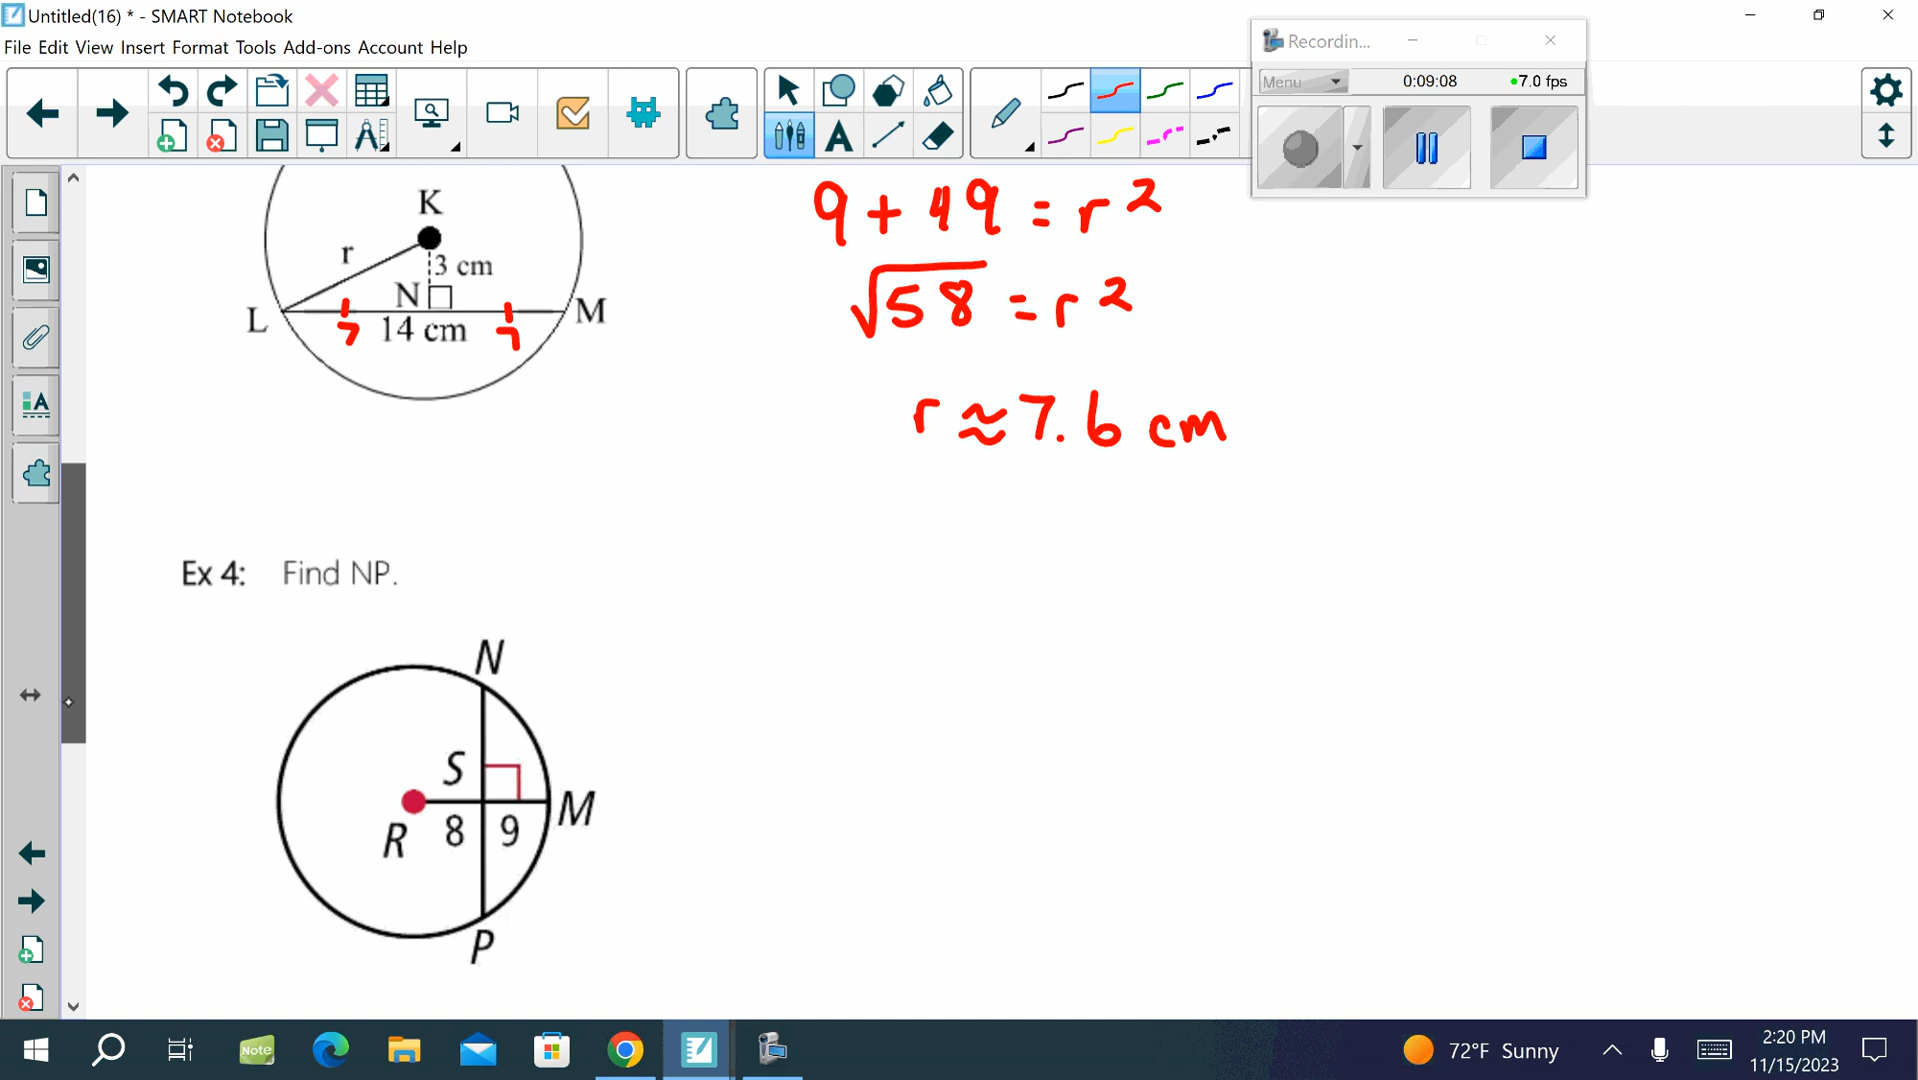 Untitled(16) * - SMART Notebook
File Edit View Insert Format Tools Add-ons Account Help
Recordin...
Menu
0:09:08
7.0 fps
A
A
K
r
3 cm
N
L
14 cm
M
7
7
9 + 49 = r²
√58 = r²
r ≈ 7.6 cm
Ex 4: Find NP.
N
S
M
R
8
9
P
Note
72°F Sunny
2:20 PM
11/15/2023